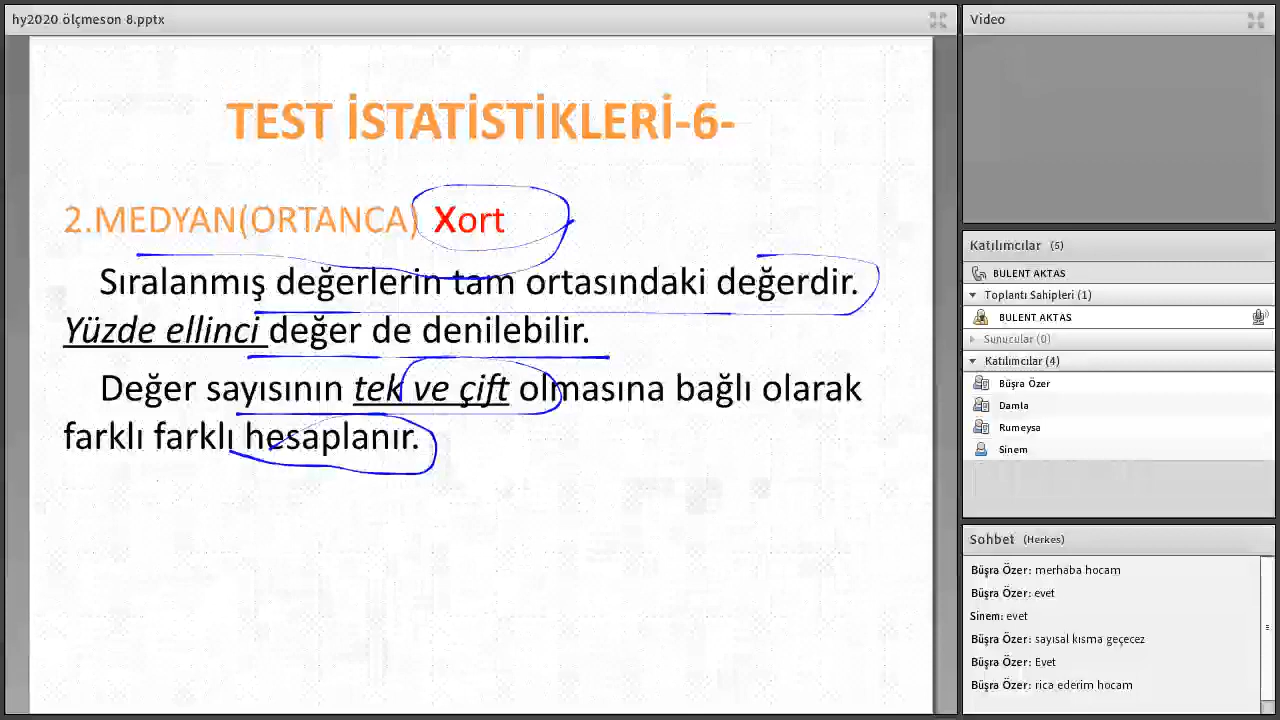 hy2020 ölçmeson 8.pptx
TEST İSTATİSTİKLERİ-6-
2.MEDYAN(ORTANCA) Xort
Sıralanmış değerlerin tam ortasındaki değerdir.
Yüzde ellinci değer de denilebilir.
Değer sayısının tek ve çift olmasına bağlı olarak
farklı farklı hesaplanır.
Video
Katılımcılar (5)
BULENT AKTAS
Toplantı Sahipleri (1)
BULENT AKTAS
Sunucular (0)
Katılımcılar (4)
Büşra Özer
Damla
Rumeysa
Sinem
Sohbet (Herkes)
Büşra Özer: merhaba hocam
Büşra Özer: evet
Sinem: evet
Büşra Özer: sayısal kısma geçecez
Büşra Özer: Evet
Büşra Özer: rica ederim hocam